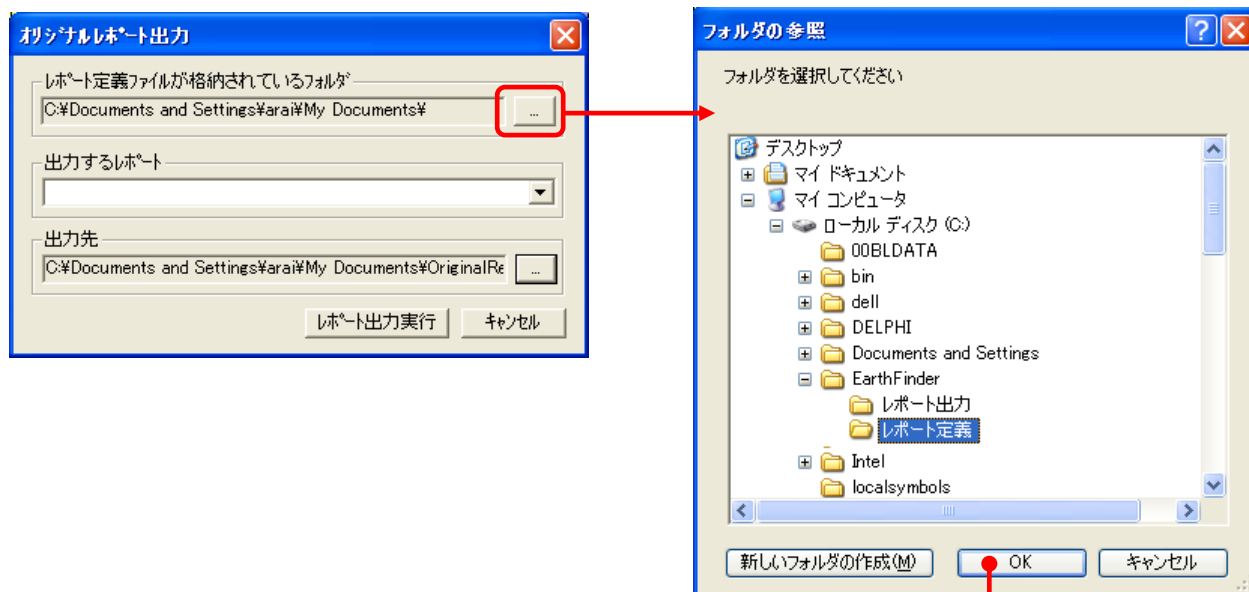 オリジナルレポート出力
レポート定義ファイルが格納されているフォルダ
C:¥Documents and Settings¥arai¥My Documents¥
...
出力するレポート
出力先
C:¥Documents and Settings¥arai¥My Documents¥OriginalRe
...
レポート出力実行
キャンセル
フォルダの参照
フォルダを選択してください
デスクトップ
マイ ドキュメント
マイ コンピュータ
ローカル ディスク (C:)
00BLDATA
bin
dell
DELPHI
Documents and Settings
EarthFinder
レポート出力
レポート定義
Intel
localsymbols
新しいフォルダの作成(M)
OK
キャンセル